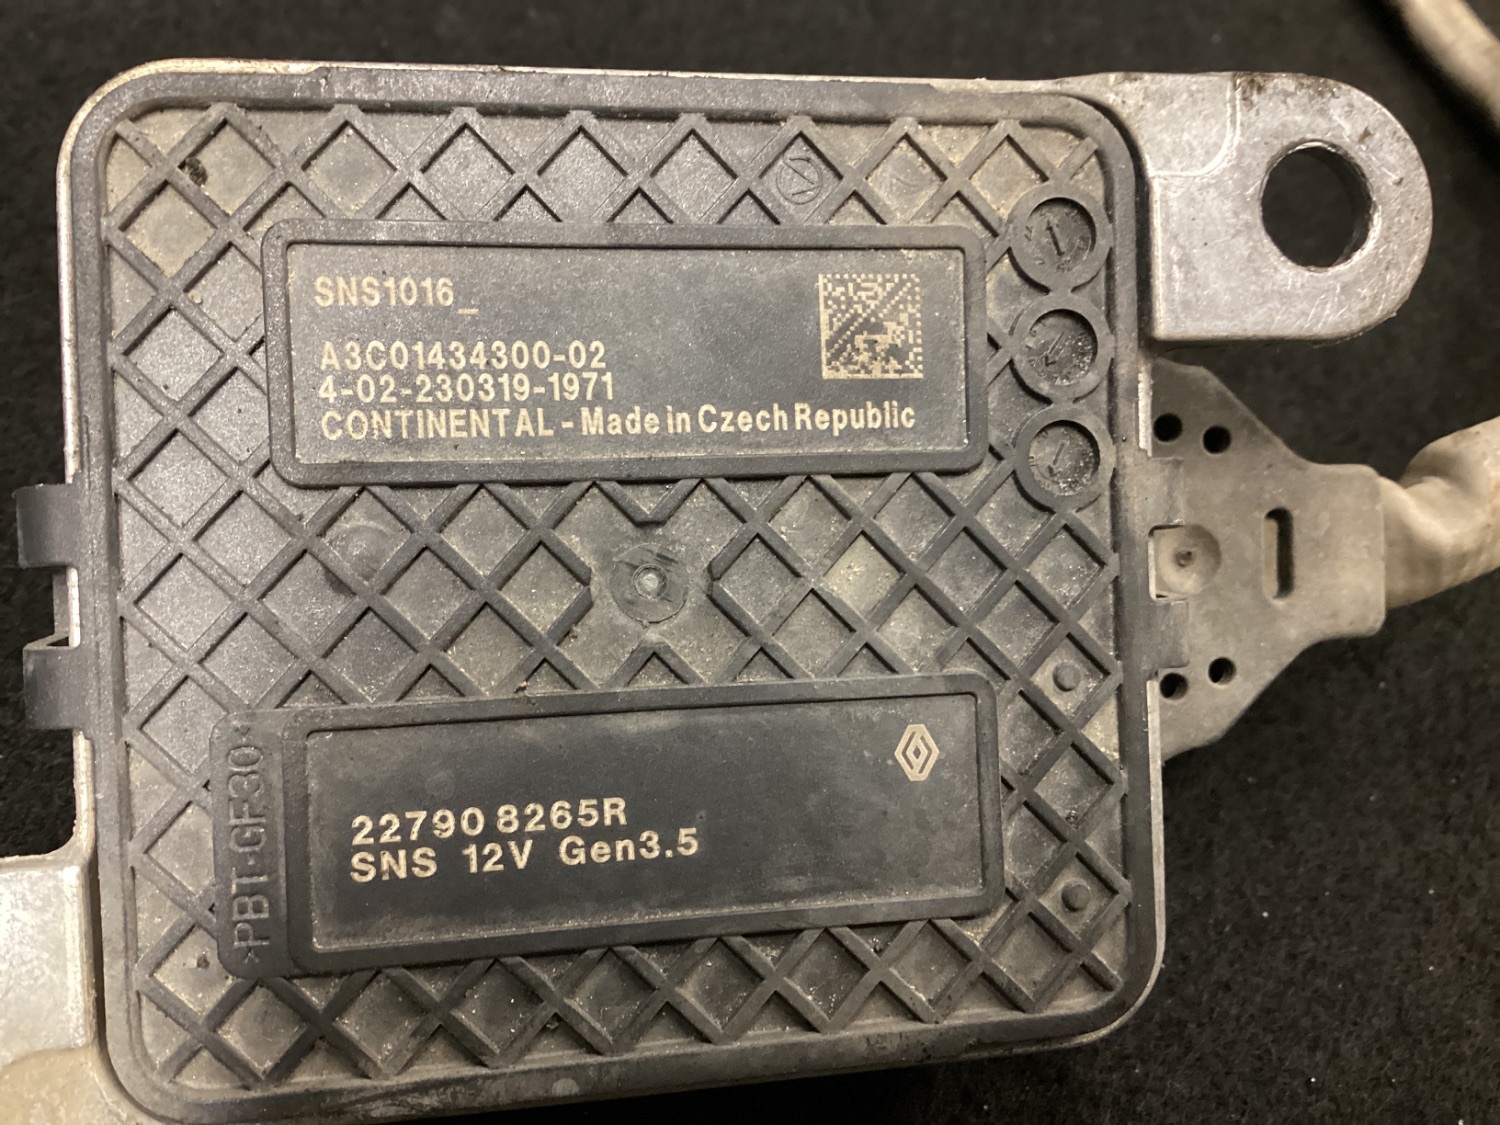 SNS1016_
A3C01434300-02
4-02-230319-1971
CONTINENTAL - Made in Czech Republic
22790 8265R
SNS 12V Gen3.5
>PBT-GF30<